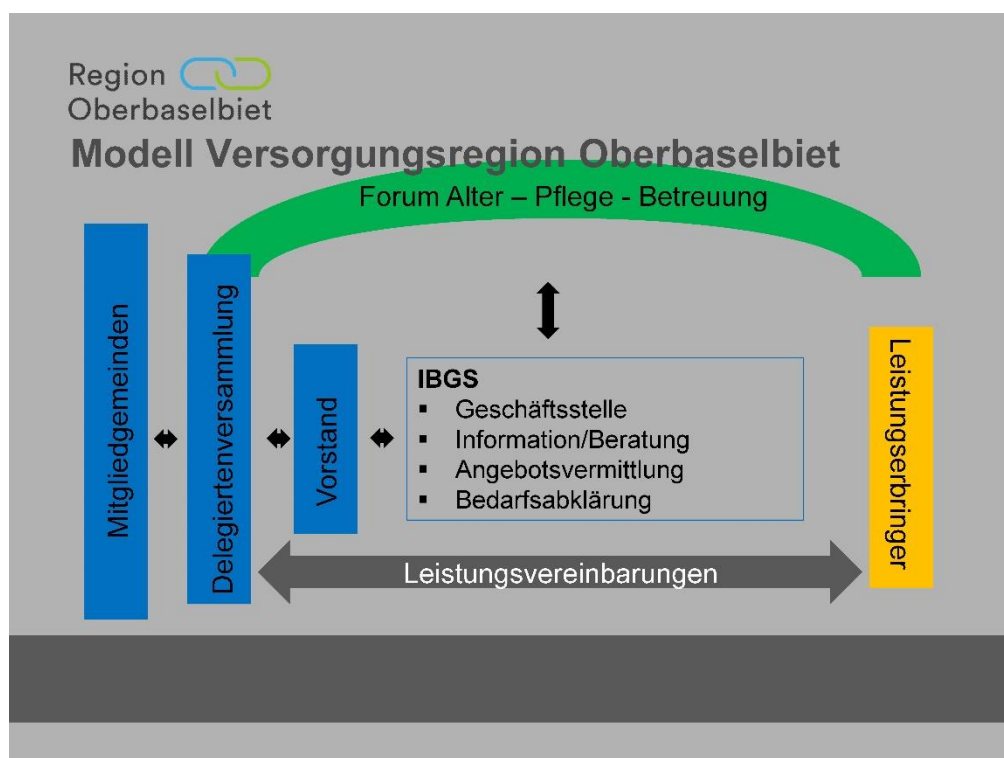 Region
Oberbaselbiet
Modell Versorgungsregion Oberbaselbiet
Forum Alter – Pflege - Betreuung
Mitgliedgemeinden
Delegiertenversammlung
Vorstand
IBGS
▪ Geschäftsstelle
▪ Information/Beratung
▪ Angebotsvermittlung
▪ Bedarfsabklärung
Leistungserbringer
Leistungsvereinbarungen